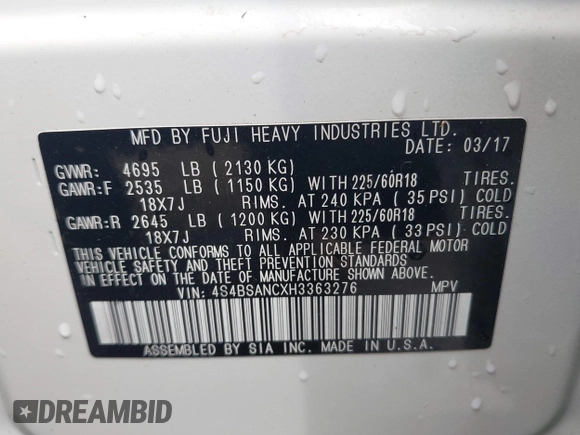 MFD BY FUJI HEAVY INDUSTRIES LTD.
DATE: 03/17
GVWR: 4695 LB (2130 KG)
GAWR:F 2535 LB (1150 KG) WITH 225/60R18 TIRES.
18X7J RIMS. AT 240 KPA (35 PSI) COLD
GAWR:R 2645 LB (1200 KG) WITH 225/60R18 TIRES.
18X7J RIMS. AT 230 KPA (33 PSI) COLD
THIS VEHICLE CONFORMS TO ALL APPLICABLE FEDERAL MOTOR
VEHICLE SAFETY AND THEFT PREVENTION STANDARDS
IN EFFECT ON THE DATE OF MANUFACTURE SHOWN ABOVE.
VIN: 4S4BSANCXH3363276 MPV
ASSEMBLED BY SIA INC. MADE IN U.S.A.
DREAMBID